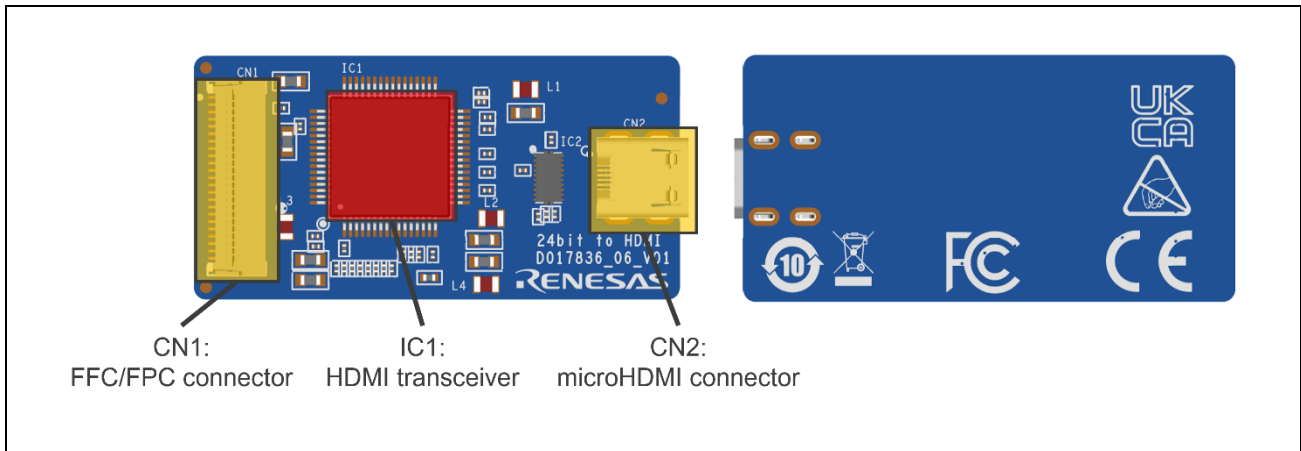 CN1
IC1
L1
CN2
IC2
3
L2
24bit to HDMI
D017836_06_V01
L4
RENESAS
UK
CA
10
FC
CE
CN1:
FFC/FPC connector
IC1:
HDMI transceiver
CN2:
microHDMI connector